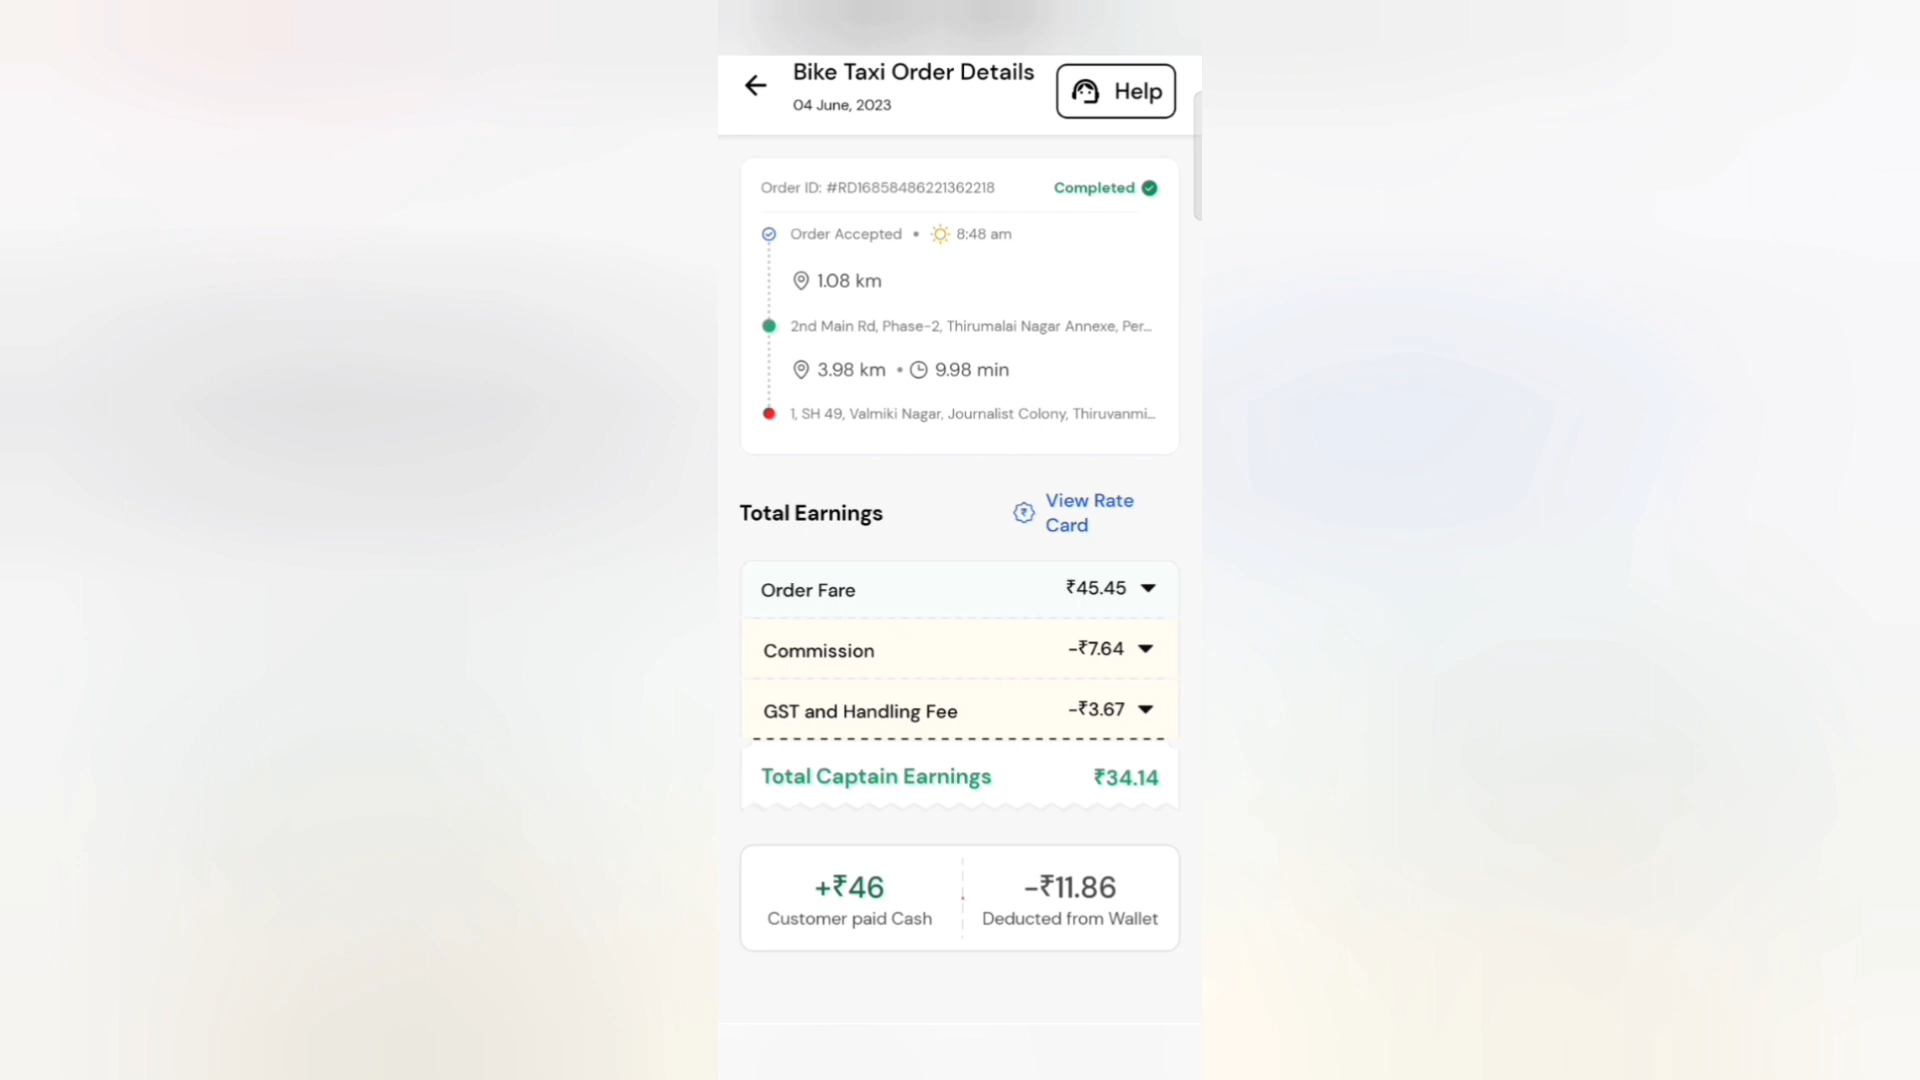 Bike Taxi Order Details
04 June, 2023
Help
Order ID: #RD16858486221362218
Completed
Order Accepted • 8:48 am
1.08 km
2nd Main Rd, Phase-2, Thirumalai Nagar Annexe, Per...
3.98 km • 9.98 min
1, SH 49, Valmiki Nagar, Journalist Colony, Thiruvanmi...
Total Earnings
View Rate
Card
Order Fare ₹45.45
Commission -₹7.64
GST and Handling Fee -₹3.67
Total Captain Earnings ₹34.14
+₹46
Customer paid Cash
-₹11.86
Deducted from Wallet